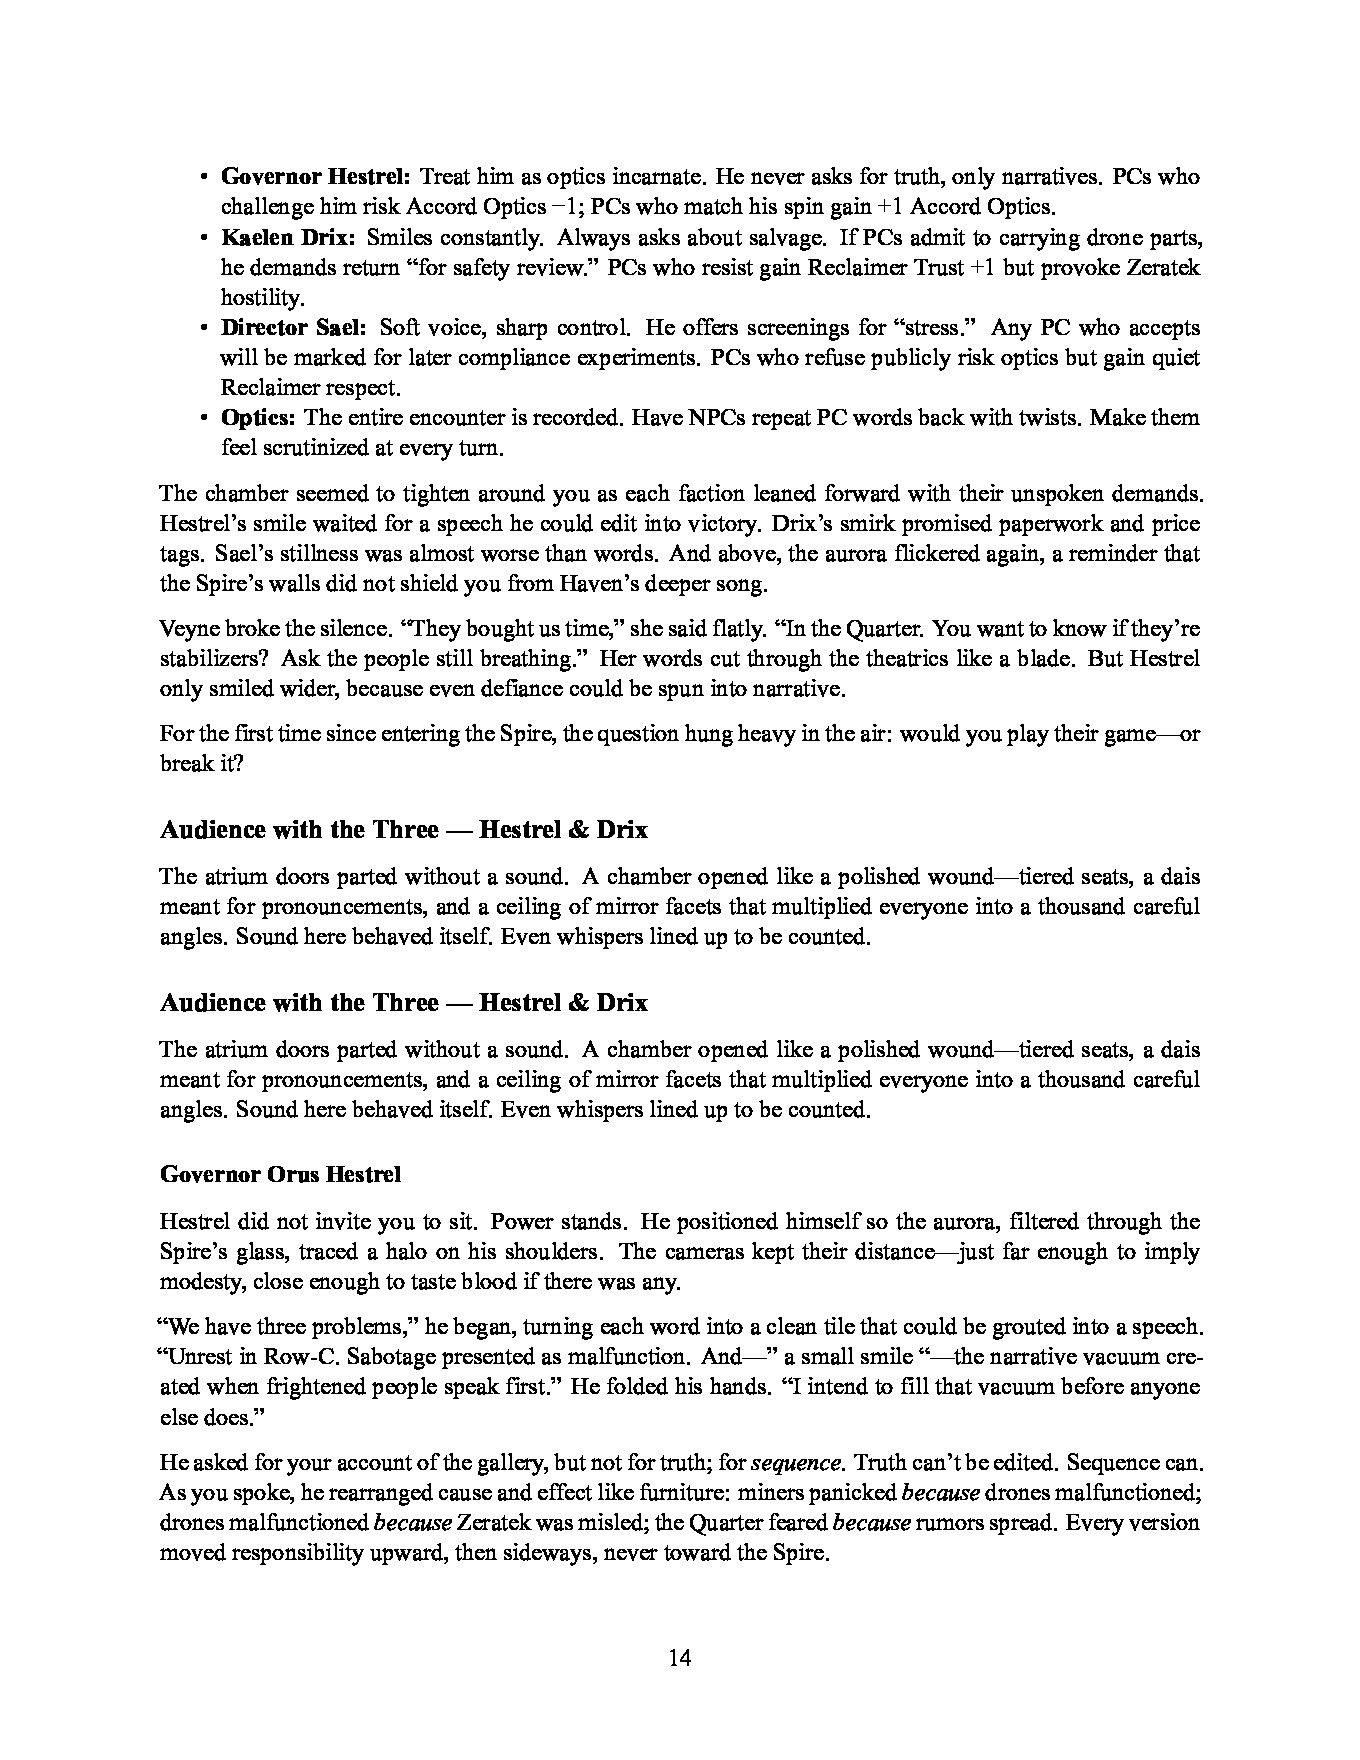 • Governor Hestrel: Treat him as optics incarnate. He never asks for truth, only narratives. PCs who
challenge him risk Accord Optics −1; PCs who match his spin gain +1 Accord Optics.
• Kaelen Drix: Smiles constantly. Always asks about salvage. If PCs admit to carrying drone parts,
he demands return “for safety review.” PCs who resist gain Reclaimer Trust +1 but provoke Zeratek
hostility.
• Director Sael: Soft voice, sharp control. He offers screenings for “stress.” Any PC who accepts
will be marked for later compliance experiments. PCs who refuse publicly risk optics but gain quiet
Reclaimer respect.
• Optics: The entire encounter is recorded. Have NPCs repeat PC words back with twists. Make them
feel scrutinized at every turn.
The chamber seemed to tighten around you as each faction leaned forward with their unspoken demands.
Hestrel’s smile waited for a speech he could edit into victory. Drix’s smirk promised paperwork and price
tags. Sael’s stillness was almost worse than words. And above, the aurora flickered again, a reminder that
the Spire’s walls did not shield you from Haven’s deeper song.
Veyne broke the silence. “They bought us time,” she said flatly. “In the Quarter. You want to know if they’re
stabilizers? Ask the people still breathing.” Her words cut through the theatrics like a blade. But Hestrel
only smiled wider, because even defiance could be spun into narrative.
For the first time since entering the Spire, the question hung heavy in the air: would you play their game—or
break it?
Audience with the Three — Hestrel & Drix
The atrium doors parted without a sound. A chamber opened like a polished wound—tiered seats, a dais
meant for pronouncements, and a ceiling of mirror facets that multiplied everyone into a thousand careful
angles. Sound here behaved itself. Even whispers lined up to be counted.
Audience with the Three — Hestrel & Drix
The atrium doors parted without a sound. A chamber opened like a polished wound—tiered seats, a dais
meant for pronouncements, and a ceiling of mirror facets that multiplied everyone into a thousand careful
angles. Sound here behaved itself. Even whispers lined up to be counted.
Governor Orus Hestrel
Hestrel did not invite you to sit. Power stands. He positioned himself so the aurora, filtered through the
Spire’s glass, traced a halo on his shoulders. The cameras kept their distance—just far enough to imply
modesty, close enough to taste blood if there was any.
“We have three problems,” he began, turning each word into a clean tile that could be grouted into a speech.
“Unrest in Row-C. Sabotage presented as malfunction. And—” a small smile “—the narrative vacuum cre-
ated when frightened people speak first.” He folded his hands. “I intend to fill that vacuum before anyone
else does.”
He asked for your account of the gallery, but not for truth; for sequence. Truth can’t be edited. Sequence can.
As you spoke, he rearranged cause and effect like furniture: miners panicked because drones malfunctioned;
drones malfunctioned because Zeratek was misled; the Quarter feared because rumors spread. Every version
moved responsibility upward, then sideways, never toward the Spire.
14